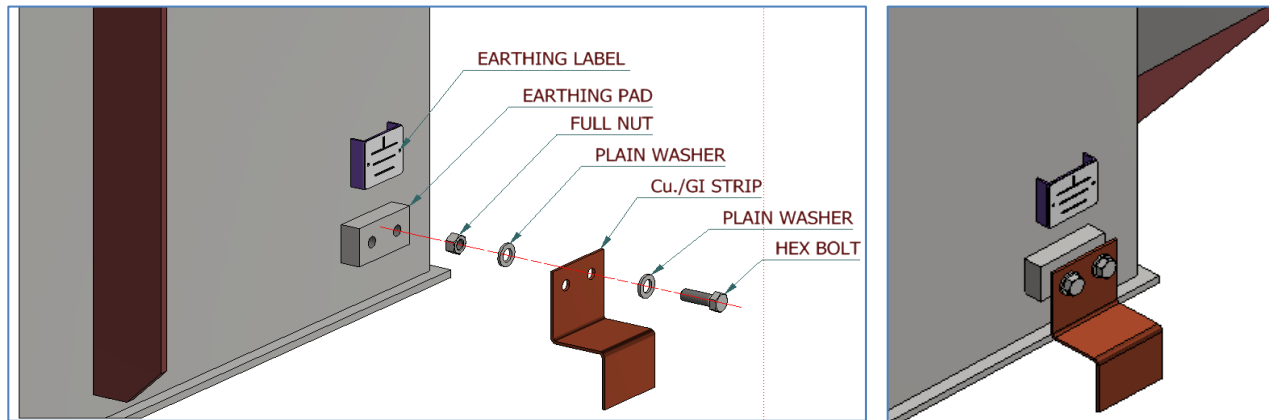 EARTHING LABEL
EARTHING PAD
FULL NUT
PLAIN WASHER
Cu./GI STRIP
PLAIN WASHER
HEX BOLT